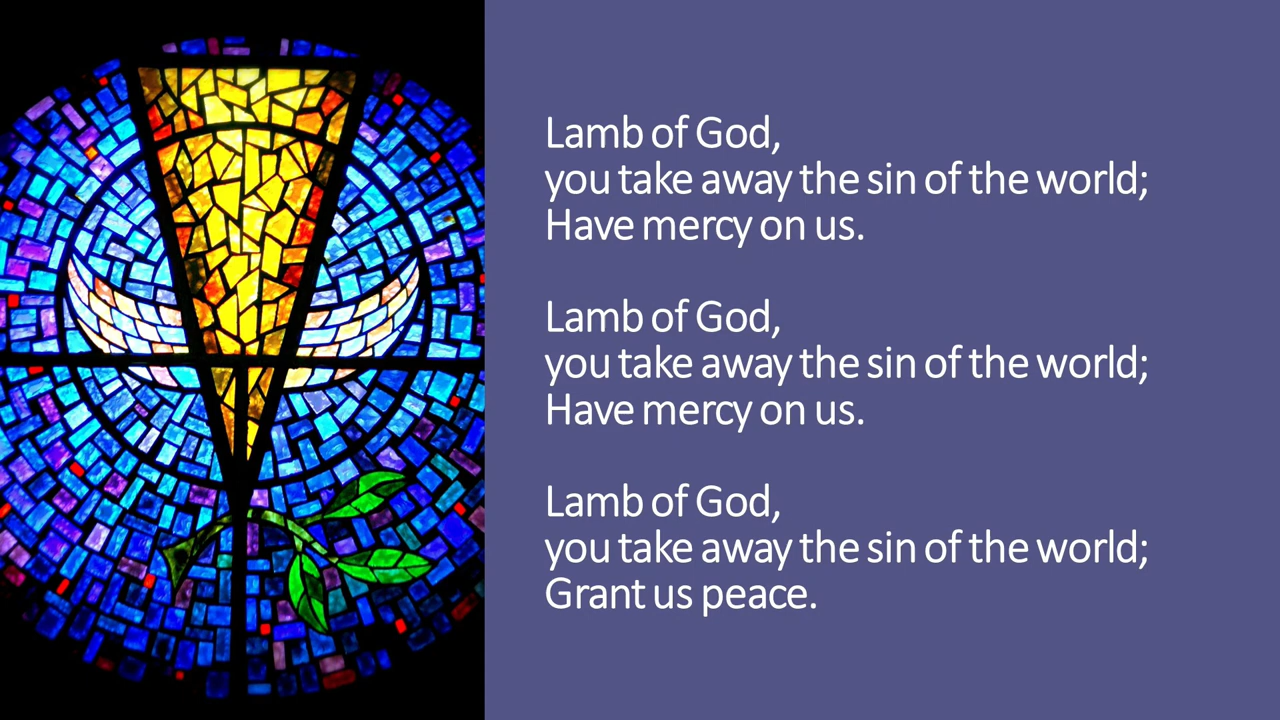 Lamb of God,
you take away the sin of the world;
Have mercy on us.
Lamb of God,
you take away the sin of the world;
Have mercy on us.
Lamb of God,
you take away the sin of the world;
Grant us peace.